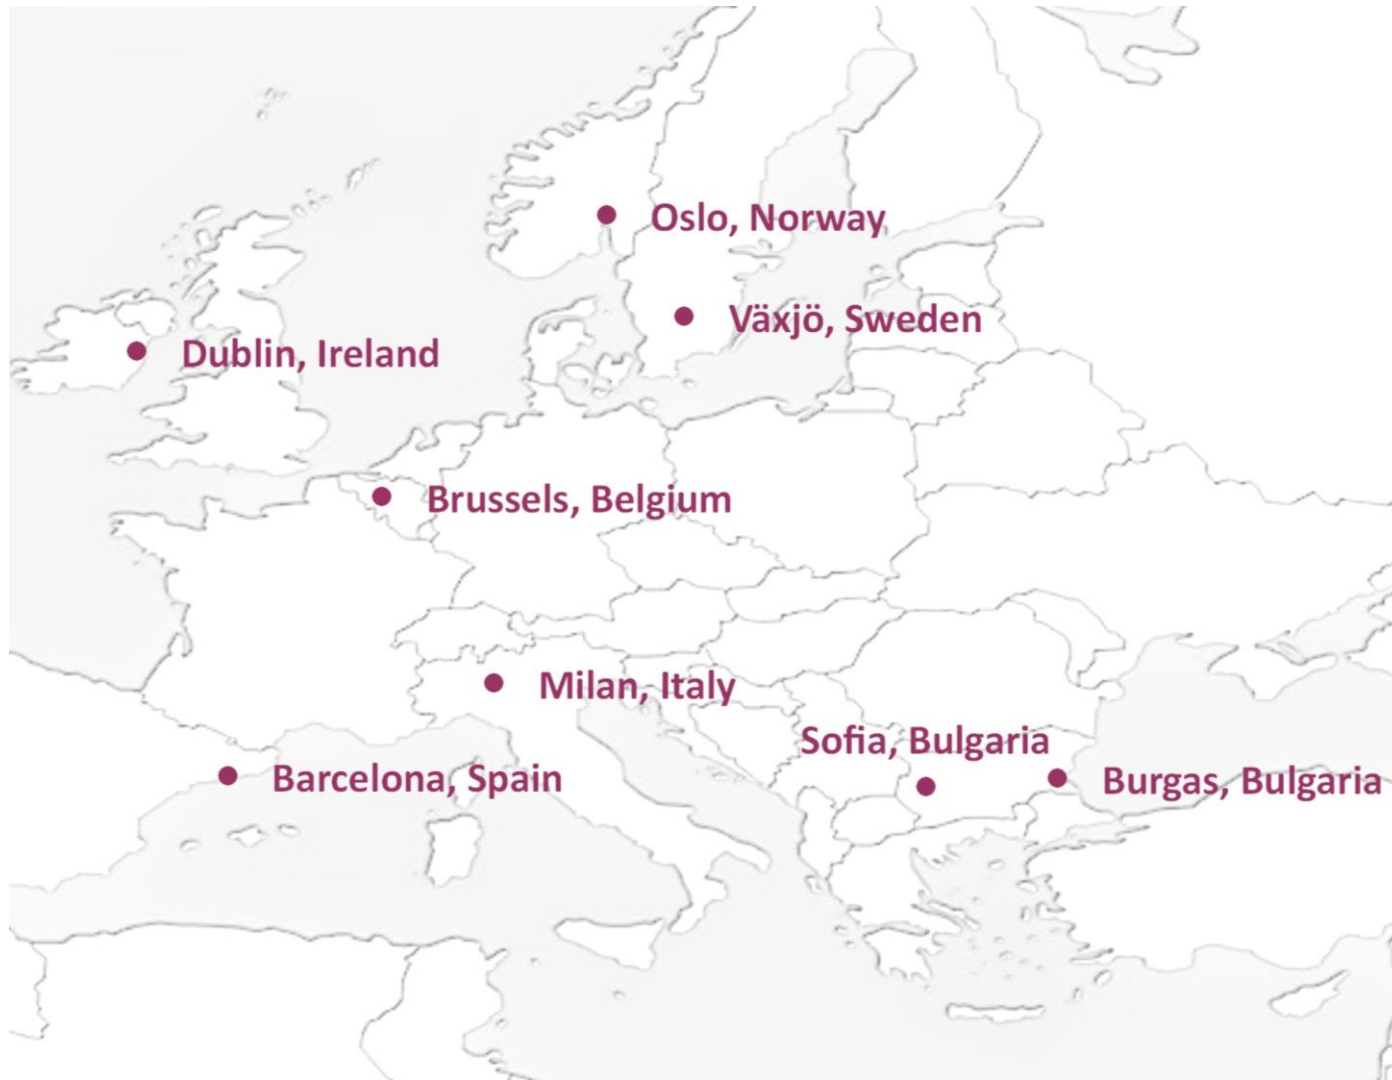 Oslo, Norway
Växjö, Sweden
Dublin, Ireland
Brussels, Belgium
Milan, Italy
Sofia, Bulgaria
Barcelona, Spain
Burgas, Bulgaria